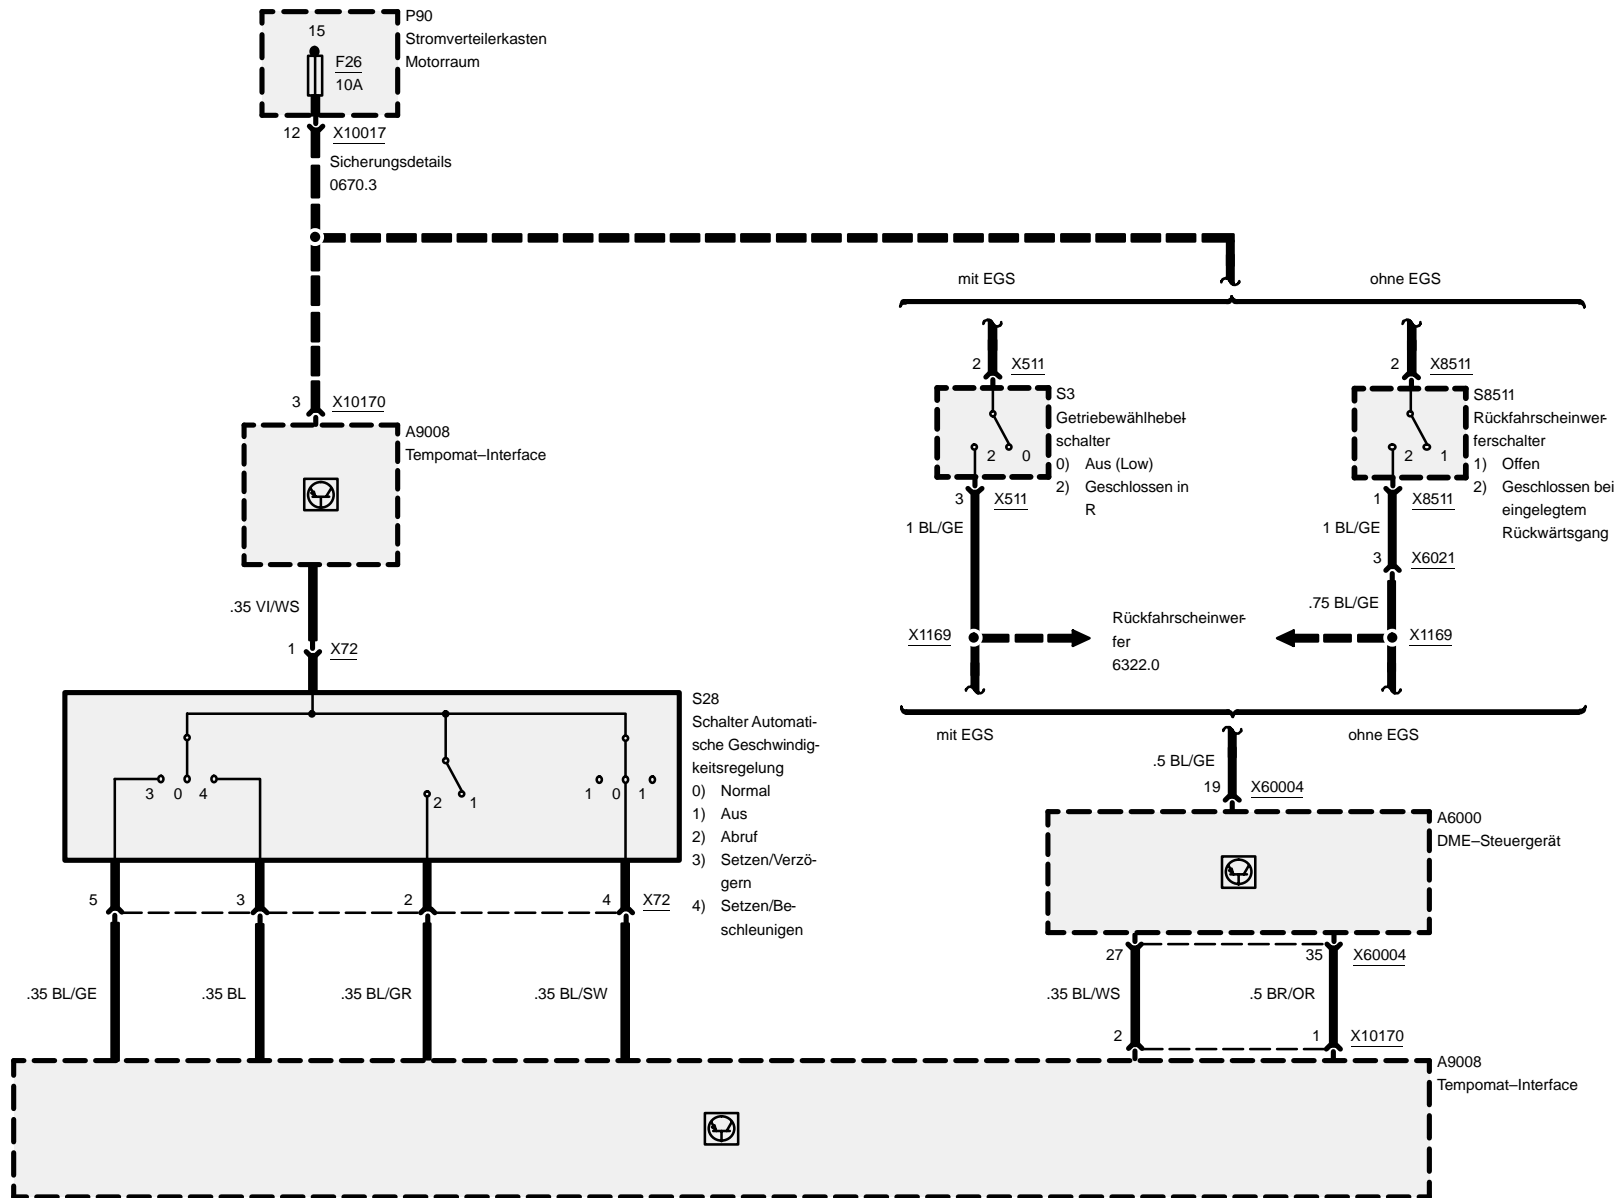 P90
15
Stromverteilerkasten
Motorraum
F26
10A
12
X10017
Sicherungsdetails
0670.3
mit EGS
ohne EGS
2
X511
2
X8511
S3
Getriebewählhebel-
schalter
0) Aus (Low)
2) Geschlossen in
R
2
0
S8511
Rückfahrscheinwer-
ferschalter
1) Offen
2) Geschlossen bei
eingelegtem
Rückwärtsgang
2
1
3
X10170
A9008
Tempomat–Interface
3
X511
1
X8511
1 BL/GE
1 BL/GE
3
X6021
.75 BL/GE
.35 VI/WS
1
X72
X1169
Rückfahrscheinwer-
fer
6322.0
X1169
S28
Schalter Automati-
sche Geschwindig-
keitsregelung
0) Normal
1) Aus
2) Abruf
3) Setzen/Verzö-
gern
4) Setzen/Be-
schleunigen
3
0
4
2
1
1
0
1
mit EGS
ohne EGS
.5 BL/GE
19
X60004
A6000
DME–Steuergerät
5
3
2
4
X72
27
35
X60004
.35 BL/GE
.35 BL
.35 BL/GR
.35 BL/SW
.35 BL/WS
.5 BR/OR
2
1
X10170
A9008
Tempomat–Interface